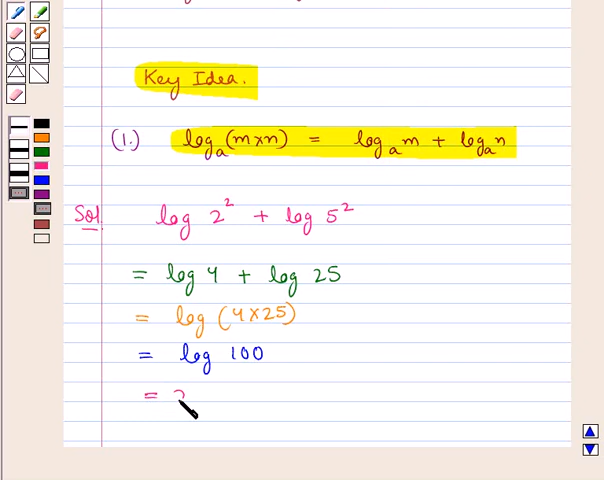 Key Idea.
(1.) logₐ(m×n) = logₐm + logₐn
Sol. log 2² + log 5²
= log 4 + log 25
= log (4×25)
= log 100
=